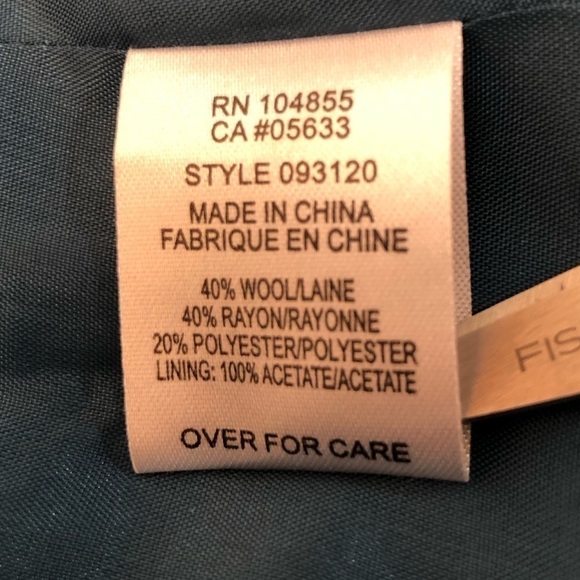 RN 104855
CA #05633
STYLE 093120
MADE IN CHINA
FABRIQUE EN CHINE
40% WOOL/LAINE
40% RAYON/RAYONNE
20% POLYESTER/POLYESTER
LINING: 100% ACETATE/ACETATE
OVER FOR CARE
FIS